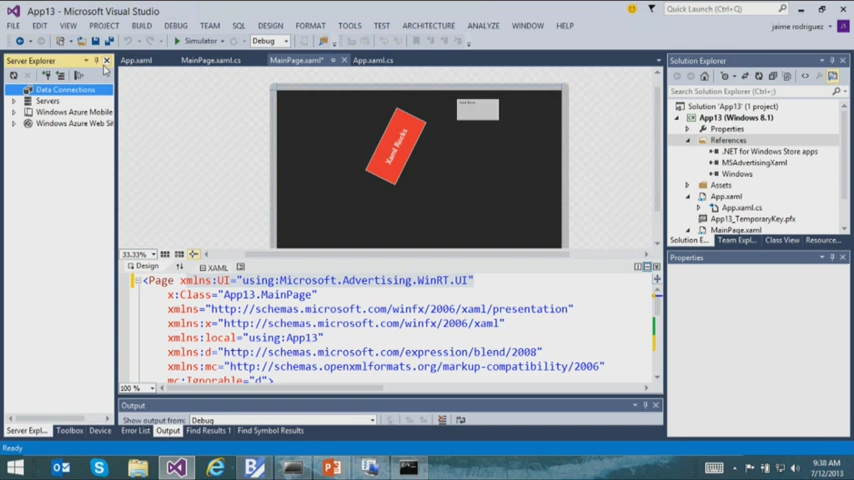 App13 - Microsoft Visual Studio
Quick Launch (Ctrl+Q)
FILE EDIT VIEW PROJECT BUILD DEBUG TEAM SQL DESIGN FORMAT TOOLS TEST ARCHITECTURE ANALYZE WINDOW HELP
jaime rodriguez
Simulator
Debug
Server Explorer
Data Connections
Servers
Windows Azure Mobile
Windows Azure Web Sit
App.xaml
MainPage.xaml.cs
MainPage.xaml*
App.xaml.cs
Xaml Rocks
33.33%
Design
XAML
<Page xmlns:UI="using:Microsoft.Advertising.WinRT.UI"
x:Class="App13.MainPage"
xmlns="http://schemas.microsoft.com/winfx/2006/xaml/presentation"
xmlns:x="http://schemas.microsoft.com/winfx/2006/xaml"
xmlns:local="using:App13"
xmlns:d="http://schemas.microsoft.com/expression/blend/2008"
xmlns:mc="http://schemas.openxmlformats.org/markup-compatibility/2006"
mc:Ignorable="d">
100 %
Output
Show output from: Debug
Server Expl...
Toolbox
Device
Error List
Output
Find Results 1
Find Symbol Results
Solution Explorer
Search Solution Explorer (Ctrl+;)
Solution 'App13' (1 project)
App13 (Windows 8.1)
Properties
References
.NET for Windows Store apps
MSAdvertisingXaml
Windows
Assets
App.xaml
App.xaml.cs
App13_TemporaryKey.pfx
MainPage.xaml
Solution E...
Team Expl...
Class View
Resource...
Properties
Ready
9:38 AM
7/12/2013